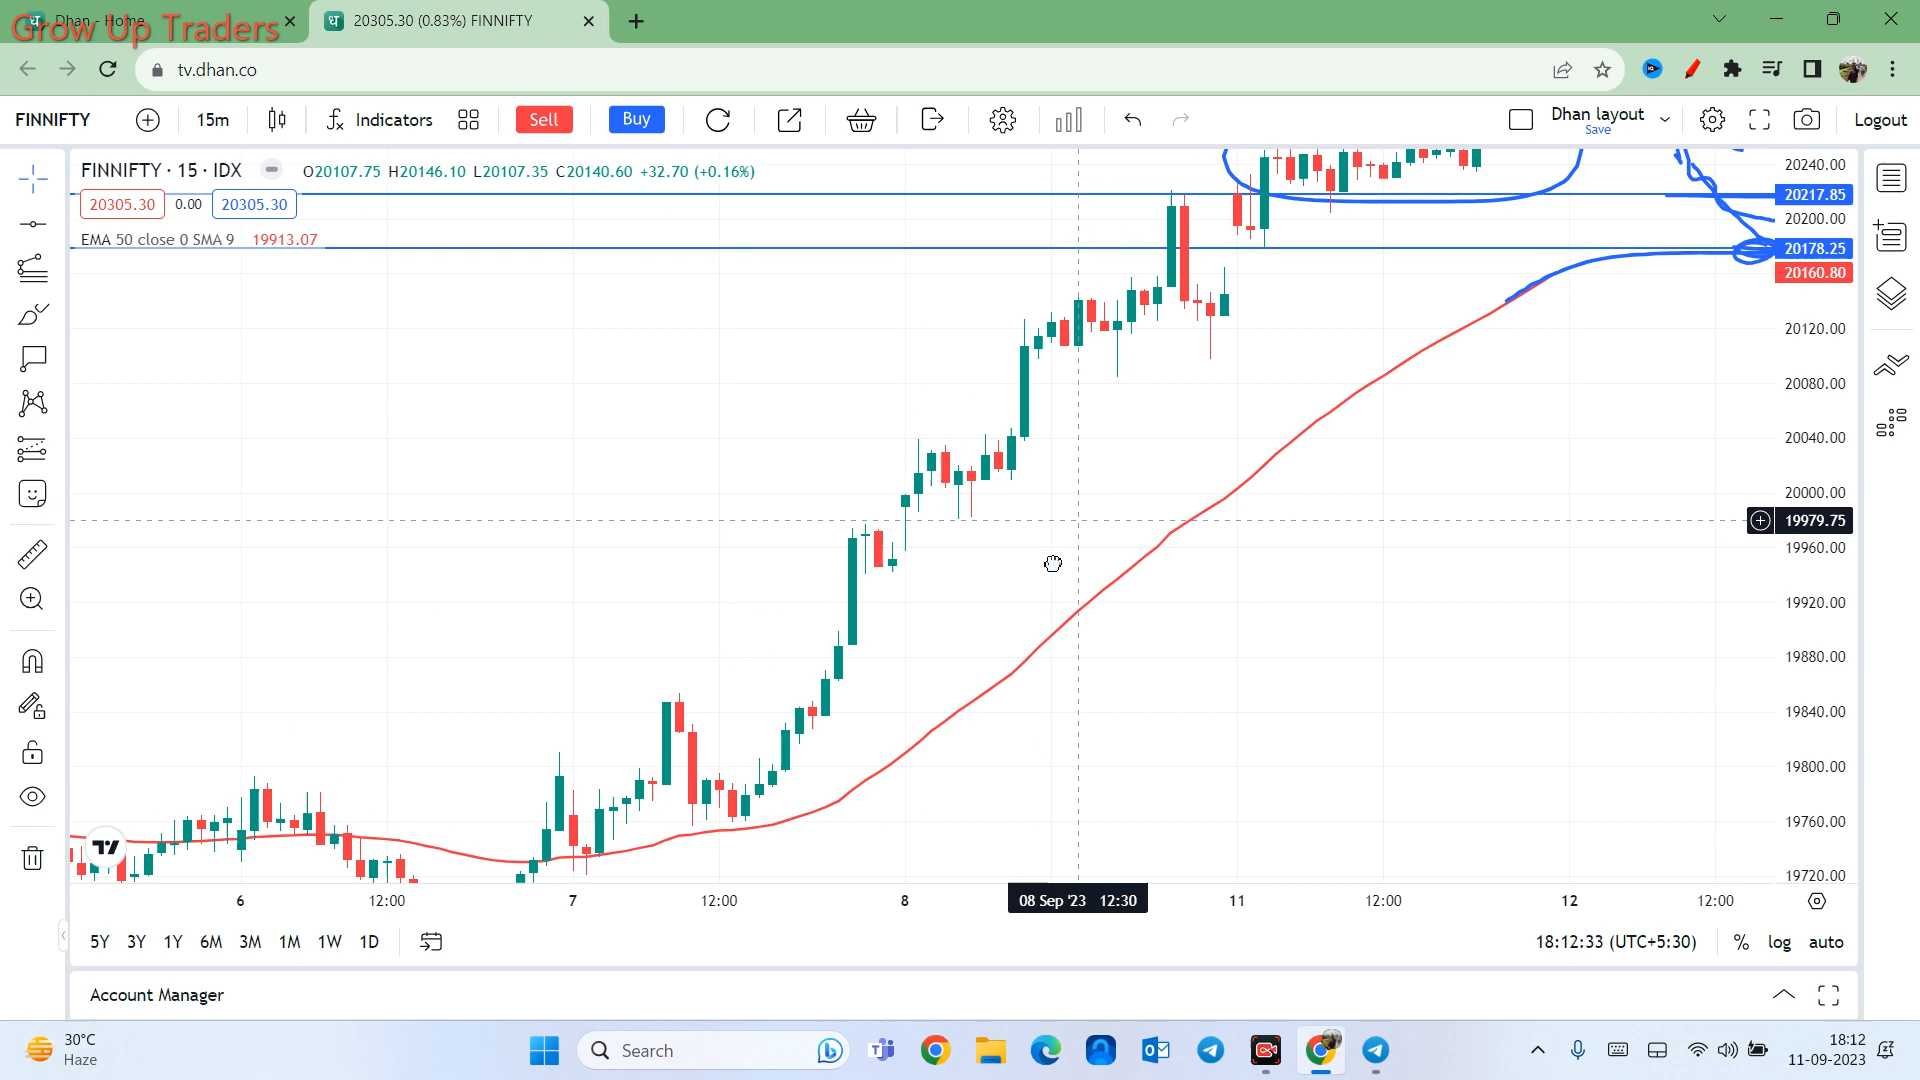 Dhan - Home
Grow Up Traders
20305.30 (0.83%) FINNIFTY
tv.dhan.co
FINNIFTY
15m
Indicators
Sell
Buy
Dhan layout
Save
Logout
FINNIFTY · 15 · IDX
O20107.75 H20146.10 L20107.35 C20140.60 +32.70 (+0.16%)
20305.30 0.00 20305.30
EMA 50 close 0 SMA 9 19913.07
20240.00
20217.85
20200.00
20178.25
20160.80
20120.00
20080.00
20040.00
20000.00
19979.75
19960.00
19920.00
19880.00
19840.00
19800.00
19760.00
19720.00
6 12:00 7 12:00 8 08 Sep '23 12:30 11 12:00 12 12:00
5Y 3Y 1Y 6M 3M 1M 1W 1D
18:12:33 (UTC+5:30) % log auto
Account Manager
30°C
Haze
Search
18:12
11-09-2023